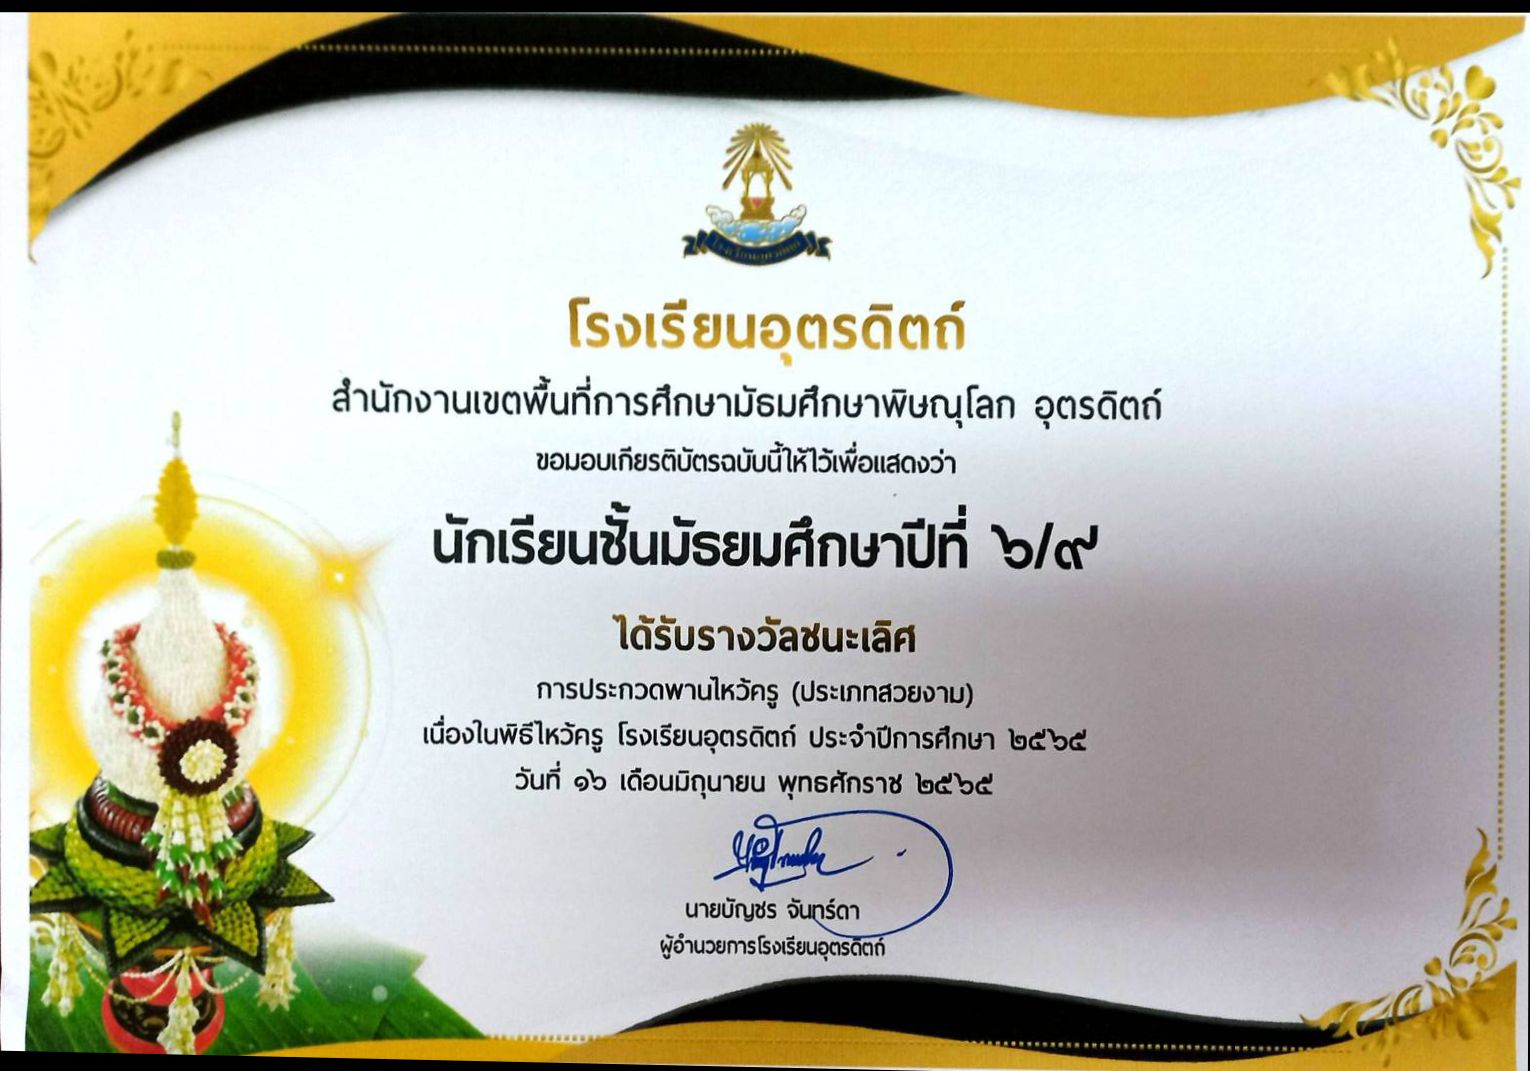 โรงเรียนอุตรดิตถ์
สำนักงานเขตพื้นที่การศึกษามัธมศึกษาพิษณุโลก อุตรดิตถ์
ขอมอบเกียรติบัตรฉบับนี้ให้ไว้เพื่อแสดงว่า
นักเรียนชั้นมัธยมศึกษาปีที่ ๖/๙
ได้รับรางวัลชนะเลิศ
การประกวดพานไหว้ครู (ประเภทสวยงาม)
เนื่องในพิธีไหว้ครู โรงเรียนอุตรดิตถ์ ประจำปีการศึกษา ๒๕๖๕
วันที่ ๑๖ เดือนมิถุนายน พุทธศักราช ๒๕๖๕
นายบัญชร จันทร์ดา
ผู้อำนวยการโรงเรียนอุตรดิตถ์